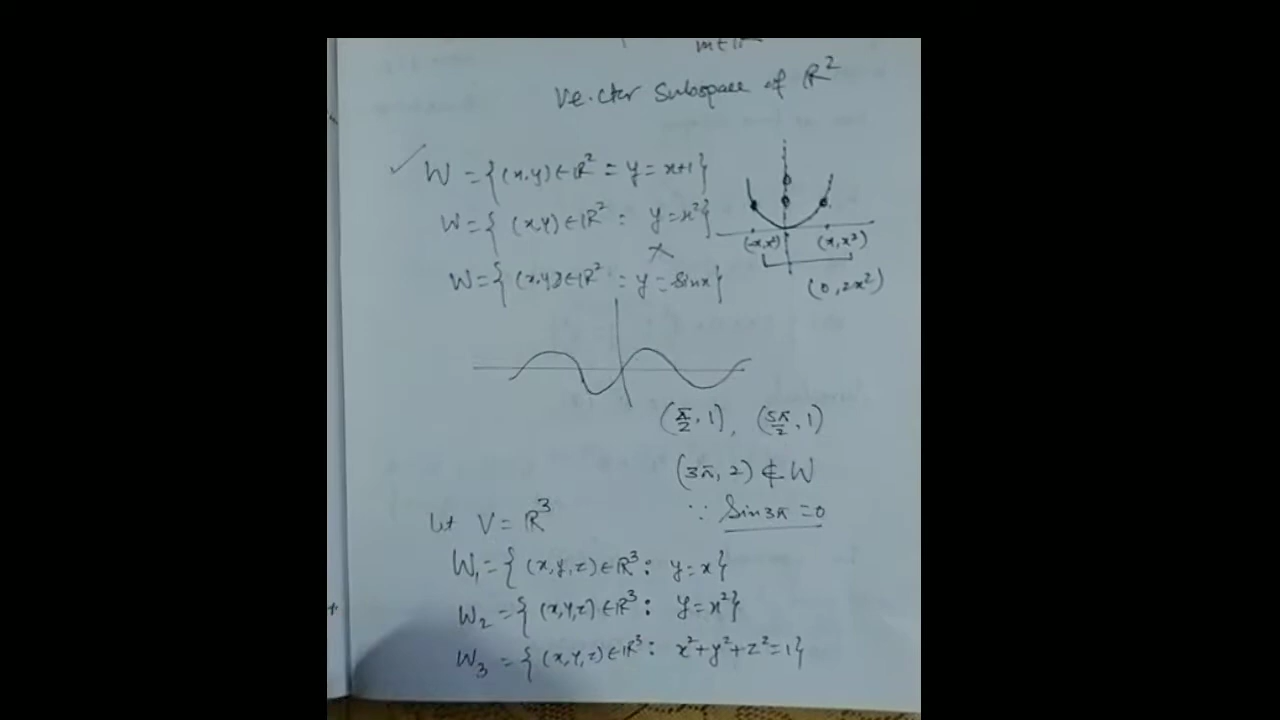 Vector Subspace of R²
✓ W = {(x,y) ∈ R² = y = x+1}
W = { (x,y) ∈ R² : y = x²}
×
W = { (x,y) ∈ R² = y = Sinx}
(-x,x²) (x,x²)
(0, 2x²)
(π/2, 1), (5π/2, 1)
(3π, 2) ∉ W
∵ Sin3π = 0
Let V = R³
W₁ = { (x,y,z) ∈ R³ : y = x}
W₂ = { (x,y,z) ∈ R³ : y = x²}
W₃ = { (x,y,z) ∈ R³ : x² + y² + z² = 1}